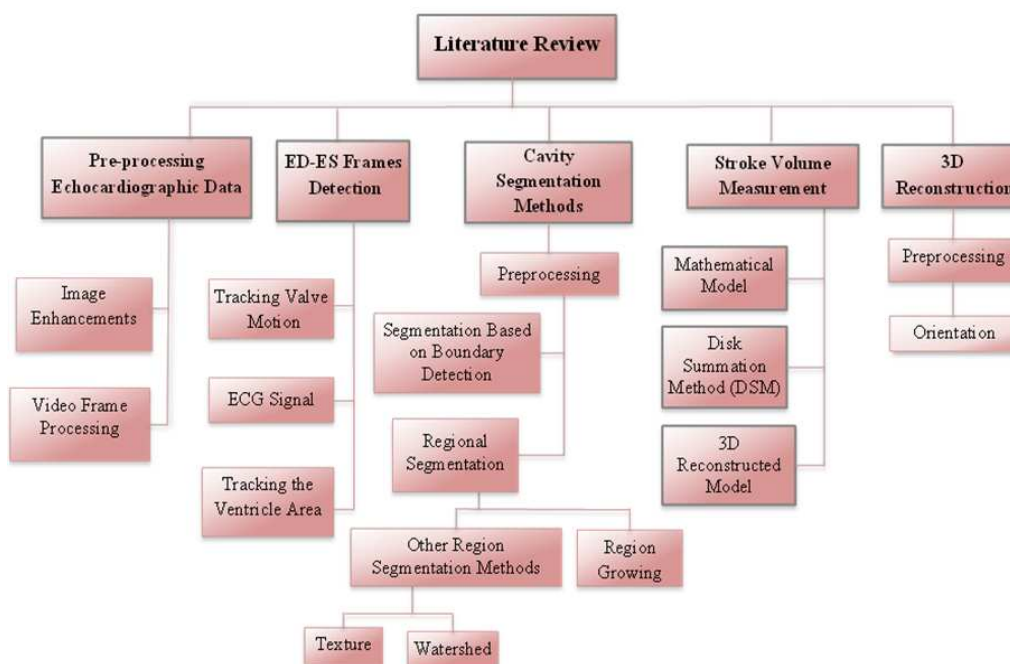 Literature Review
Pre-processing
Echocardiographic Data
ED-ES Frames
Detection
Cavity
Segmentation
Methods
Stroke Volume
Measurement
3D
Reconstruction
Image
Enhancements
Video Frame
Processing
Tracking Valve
Motion
ECG Signal
Tracking the
Ventricle Area
Preprocessing
Segmentation Based
on Boundary
Detection
Regional
Segmentation
Other Region
Segmentation Methods
Region
Growing
Texture
Watershed
Mathematical
Model
Disk
Summation
Method (DSM)
3D
Reconstructed
Model
Preprocessing
Orientation